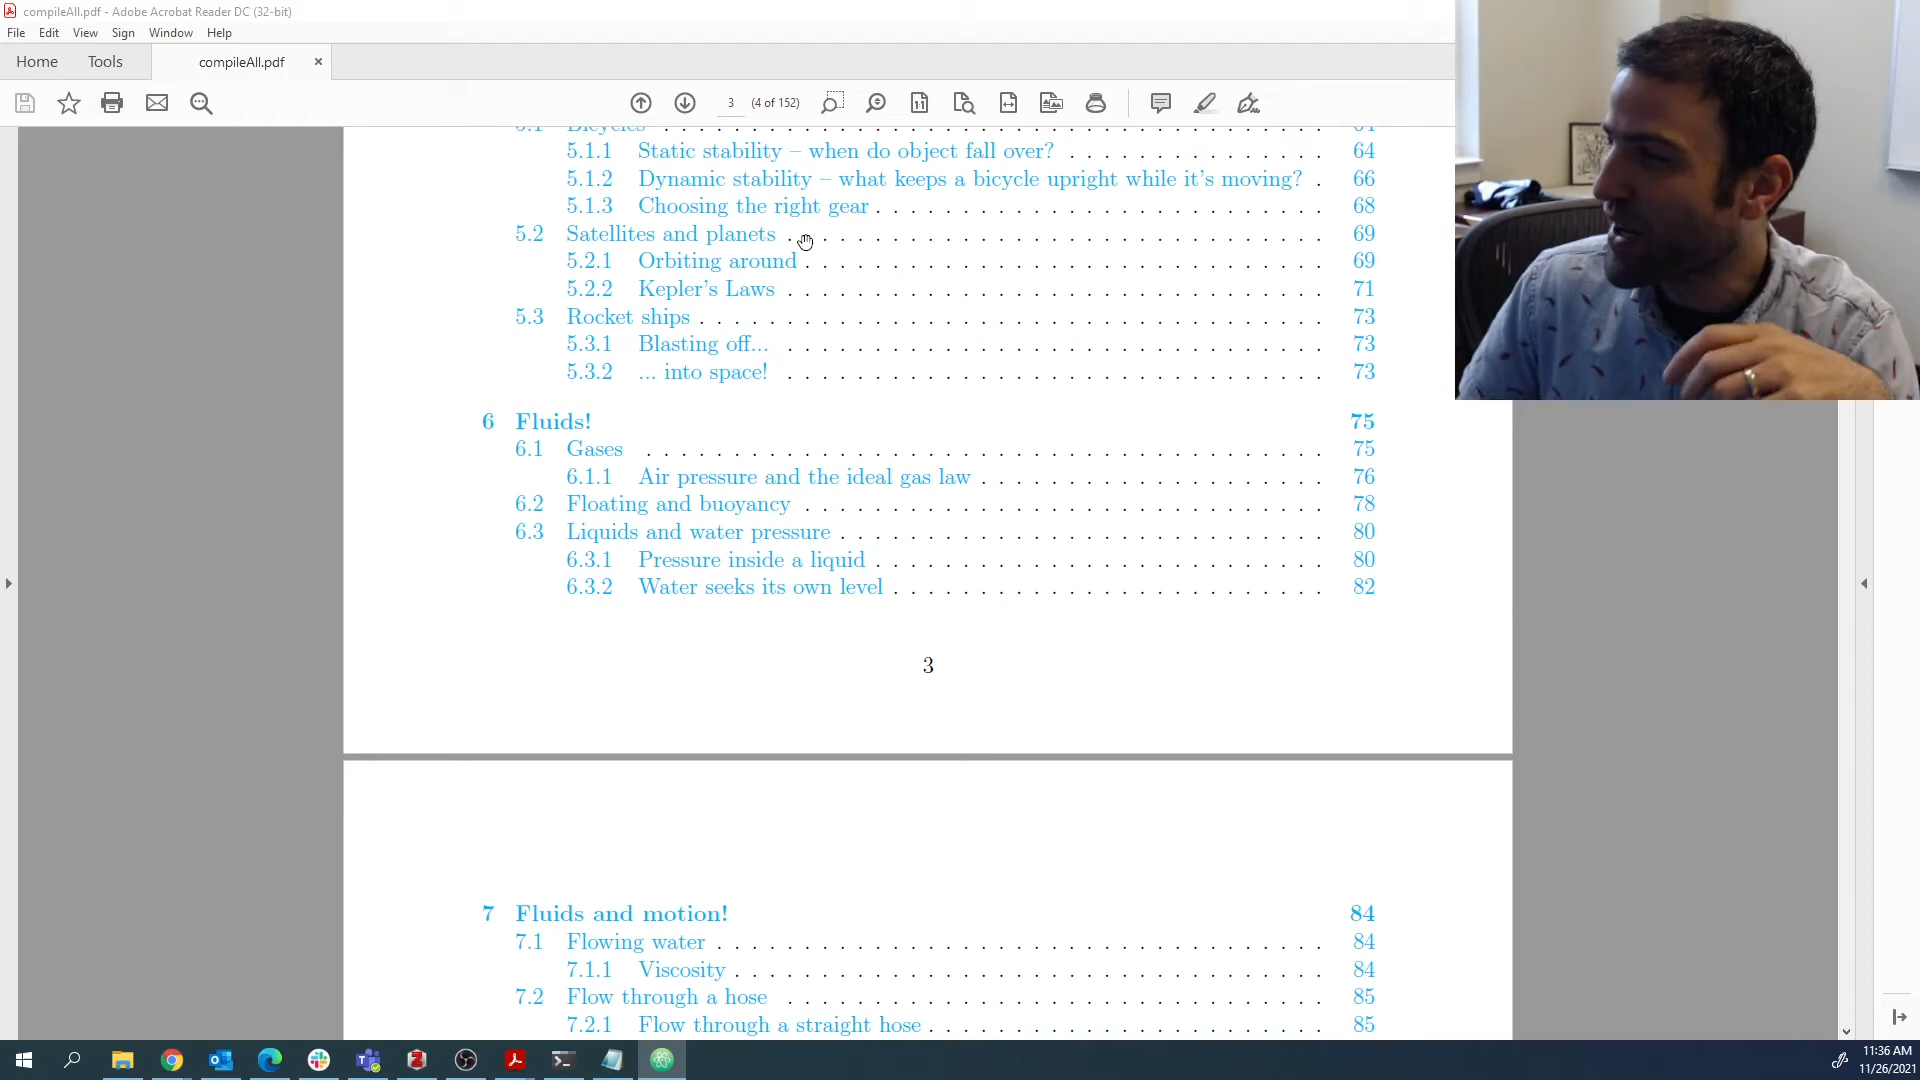 compileAll.pdf - Adobe Acrobat Reader DC (32-bit)
File Edit View Sign Window Help
Home Tools compileAll.pdf ×
3 (4 of 152)
5.1 Bicycles . . . . . . . . . . . . . . . . . . . . 64
5.1.1 Static stability – when do object fall over? . . . . . . . . . . . . . . . 64
5.1.2 Dynamic stability – what keeps a bicycle upright while it's moving? . 66
5.1.3 Choosing the right gear . . . . . . . . . . . . . . . . . . . . 68
5.2 Satellites and planets . . . . . . . . . . . . . . . . . . . . 69
5.2.1 Orbiting around . . . . . . . . . . . . . . . . . . . . 69
5.2.2 Kepler's Laws . . . . . . . . . . . . . . . . . . . . 71
5.3 Rocket ships . . . . . . . . . . . . . . . . . . . . 73
5.3.1 Blasting off... . . . . . . . . . . . . . . . . . . . . 73
5.3.2 ... into space! . . . . . . . . . . . . . . . . . . . . 73
6 Fluids! 75
6.1 Gases . . . . . . . . . . . . . . . . . . . . 75
6.1.1 Air pressure and the ideal gas law . . . . . . . . . . . . . . . . . . . . 76
6.2 Floating and buoyancy . . . . . . . . . . . . . . . . . . . . 78
6.3 Liquids and water pressure . . . . . . . . . . . . . . . . . . . . 80
6.3.1 Pressure inside a liquid . . . . . . . . . . . . . . . . . . . . 80
6.3.2 Water seeks its own level . . . . . . . . . . . . . . . . . . . . 82
3
7 Fluids and motion! 84
7.1 Flowing water . . . . . . . . . . . . . . . . . . . . 84
7.1.1 Viscosity . . . . . . . . . . . . . . . . . . . . 84
7.2 Flow through a hose . . . . . . . . . . . . . . . . . . . . 85
7.2.1 Flow through a straight hose . . . . . . . . . . . . . . . . . . . . 85
11:36 AM
11/26/2021